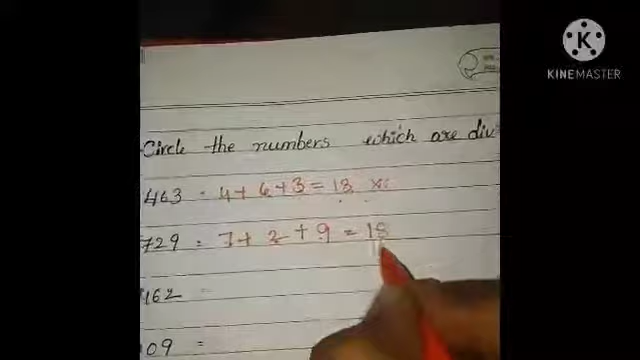 KINEMASTER
Circle the numbers which are div
463 = 4+6+3 = 13 ×
729 = 7+2+9 = 18
162
09 =